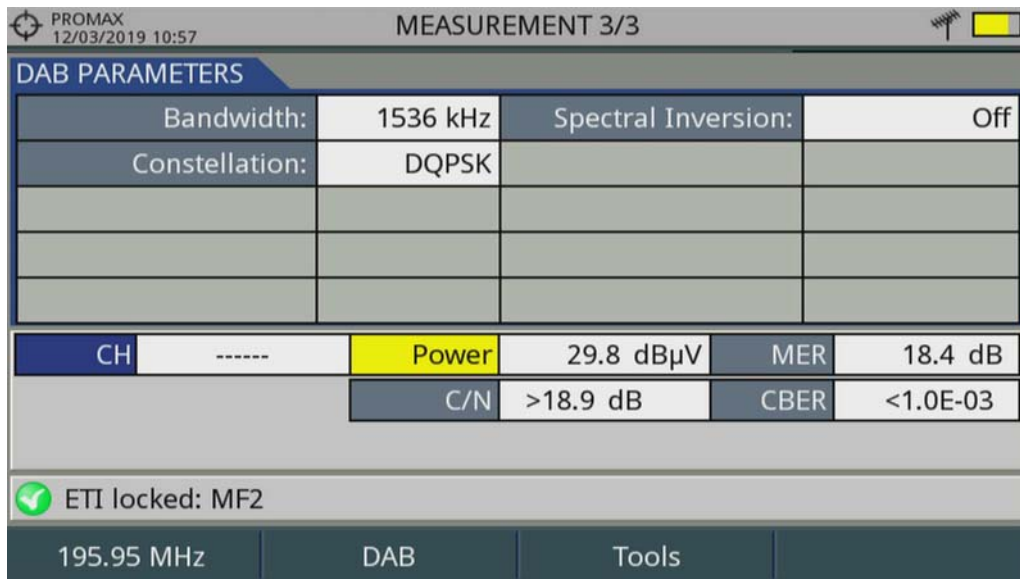 PROMAX
12/03/2019 10:57
MEASUREMENT 3/3
DAB PARAMETERS
Bandwidth: 1536 kHz Spectral Inversion: Off
Constellation: DQPSK
CH ------ Power 29.8 dBµV MER 18.4 dB
C/N >18.9 dB CBER <1.0E-03
ETI locked: MF2
195.95 MHz DAB Tools